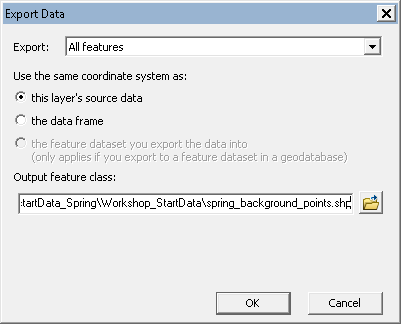 Export Data
Export: All features
Use the same coordinate system as:
this layer's source data
the data frame
the feature dataset you export the data into
(only applies if you export to a feature dataset in a geodatabase)
Output feature class:
:tartData_Spring\Workshop_StartData\spring_background_points.shp
OK Cancel